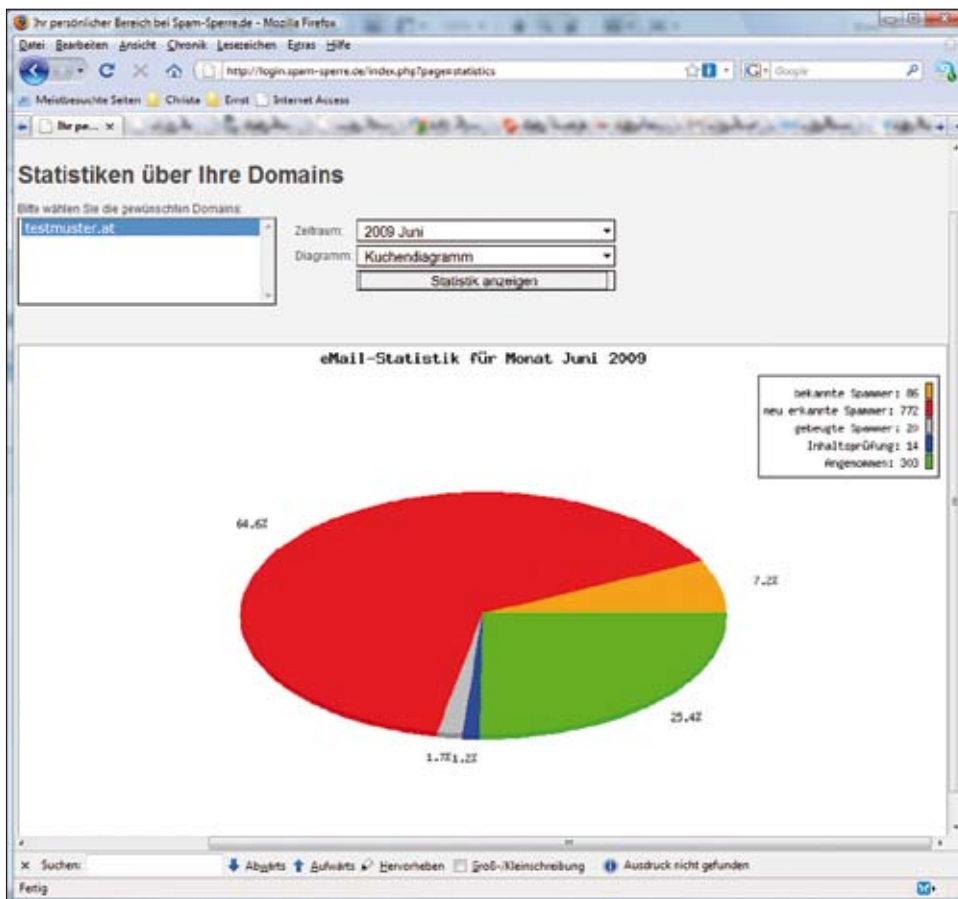 Ihr persönlicher Bereich bei Spam-Sperre.de - Mozilla Firefox
Datei Bearbeiten Ansicht Chronik Lesezeichen Extras Hilfe
http://login.spam-sperre.de/index.php?page=statistics
Google
Meistbesuchte Seiten Christa Ernst Internet Access
Ihr pe...
Statistiken über Ihre Domains
Bitte wählen Sie die gewünschten Domains:
testmuster.at
Zeitraum: 2009 Juni
Diagramm: Kuchendiagramm
Statistik anzeigen
eMail-Statistik für Monat Juni 2009
bekannte Spammer: 86
neu erkannte Spammer: 772
gebeugte Spammer: 20
Inhaltsprüfung: 14
Angenommen: 303
64.6%
7.2%
25.4%
1.7%
1.2%
Suchen: Abwärts Aufwärts Hervorheben Groß-/Kleinschreibung Ausdruck nicht gefunden
Fertig